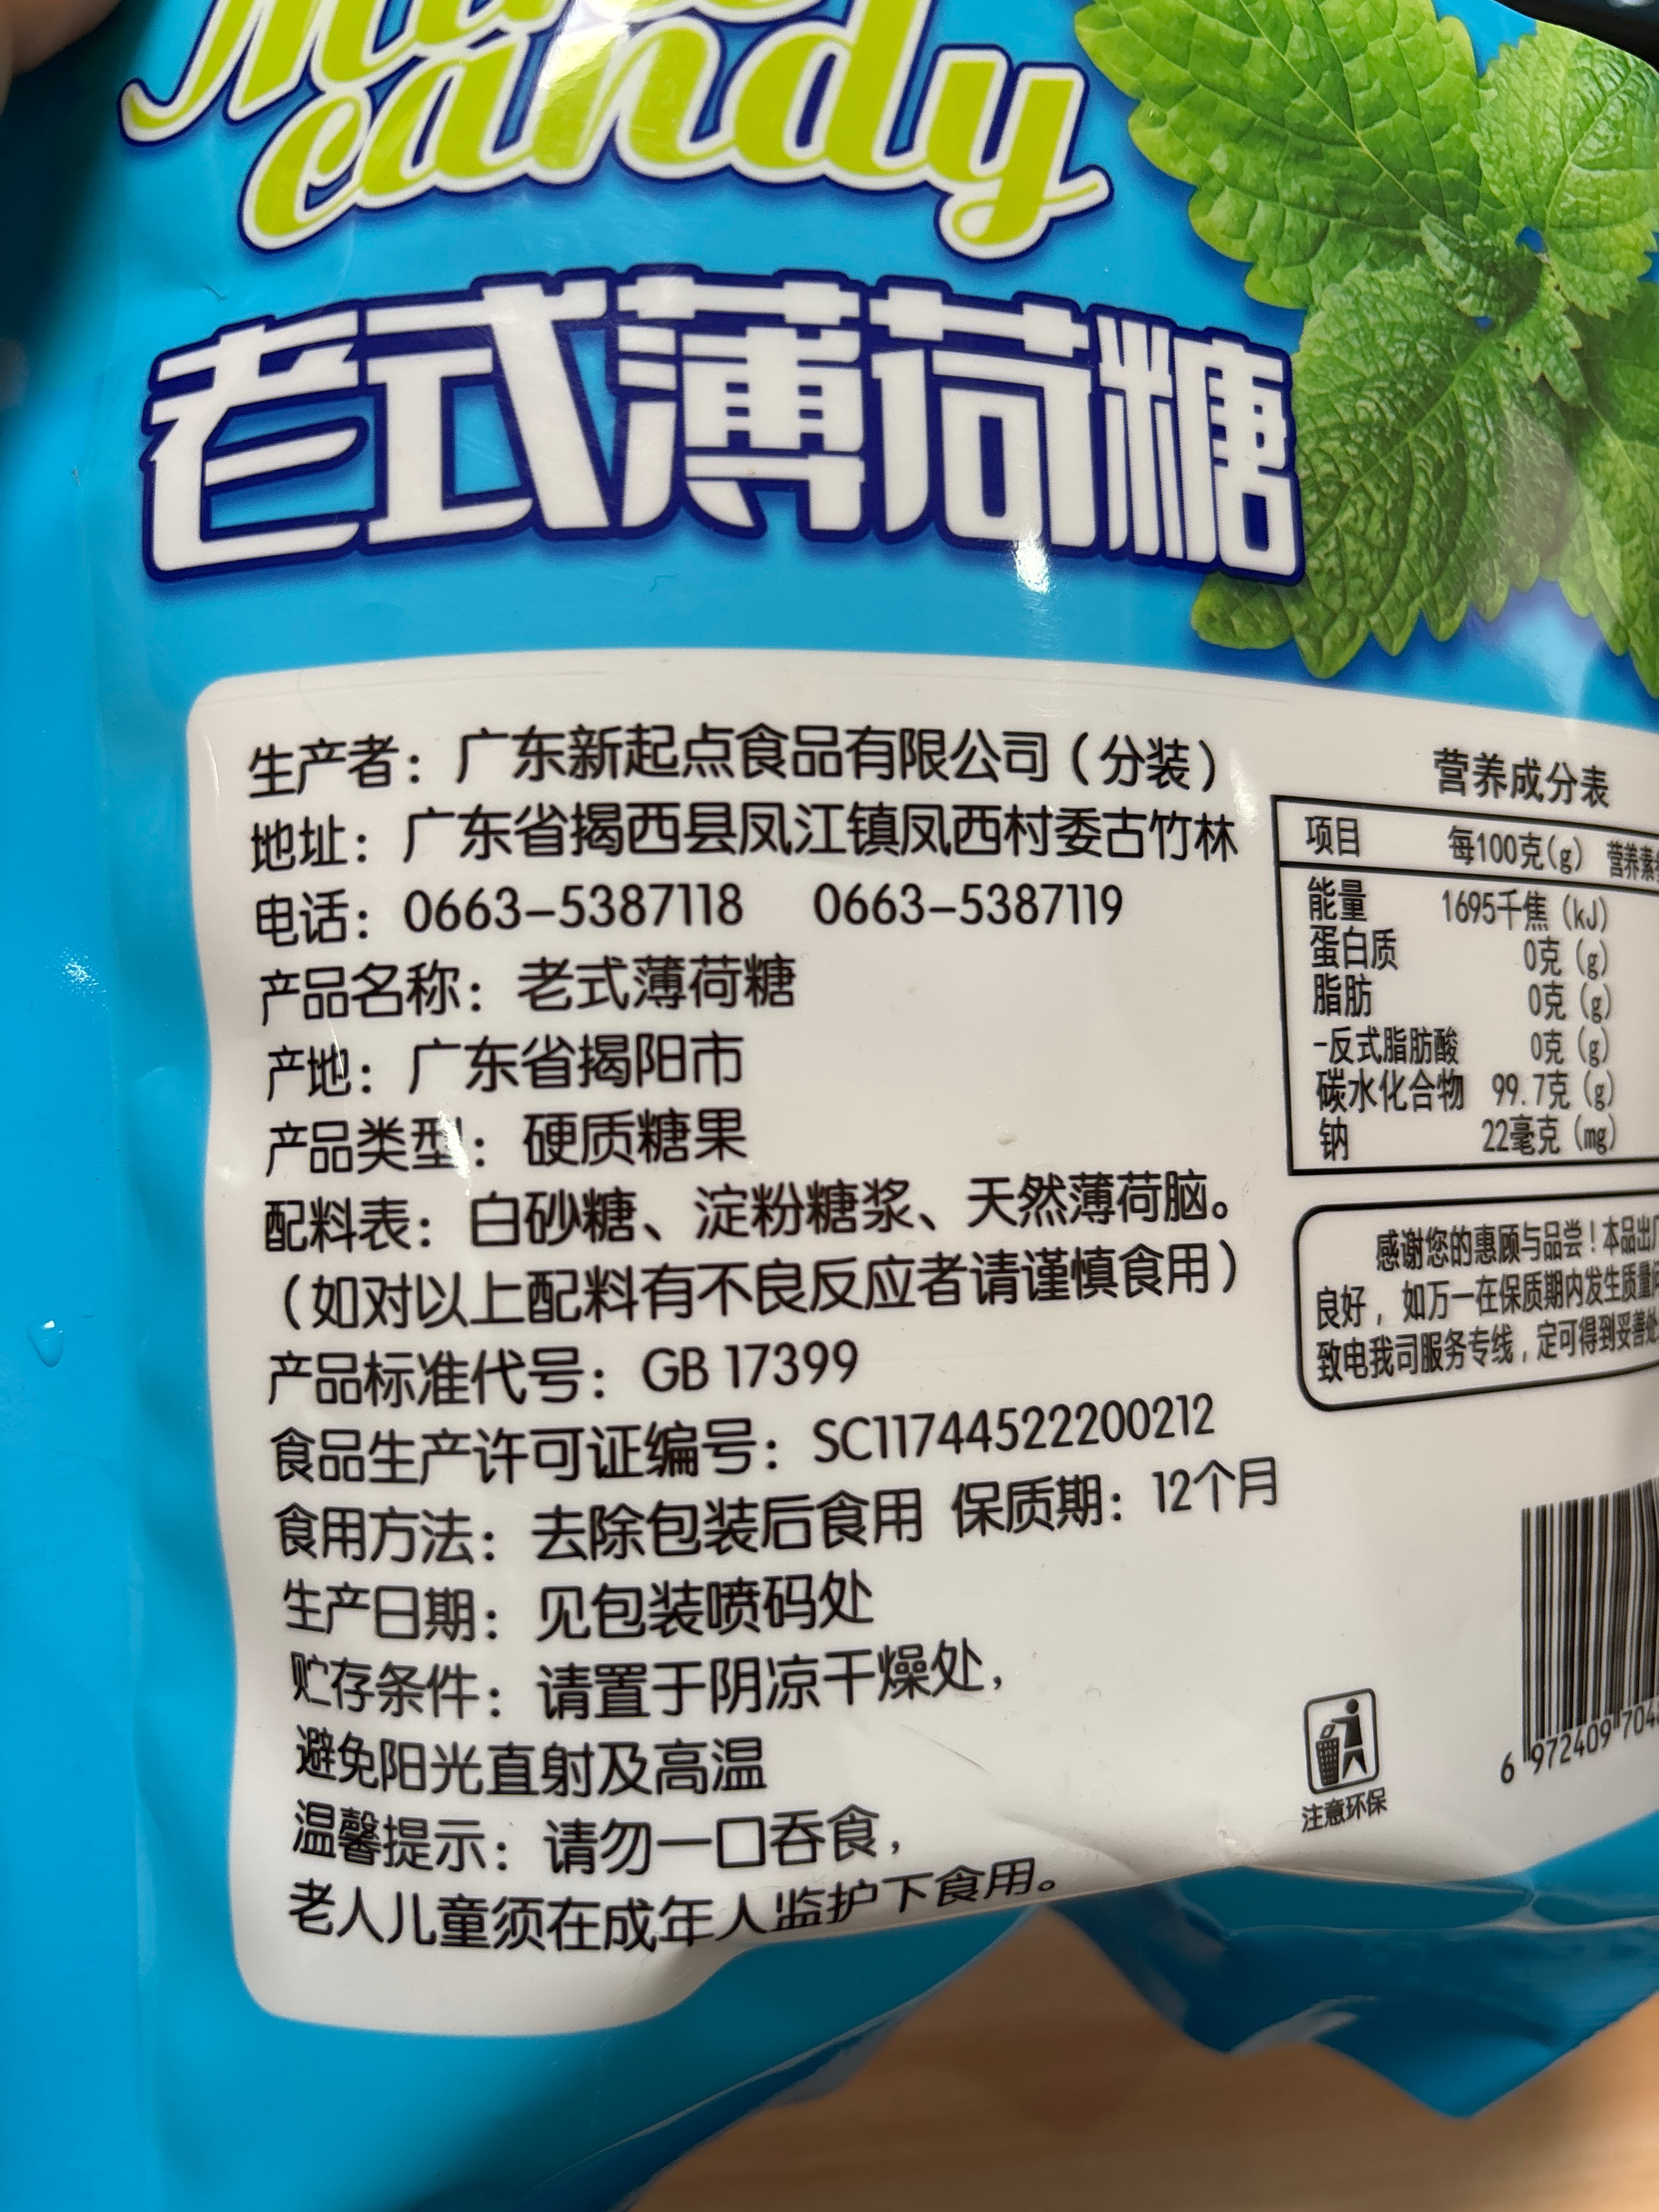 candy
老式薄荷糖
生产者：广东新起点食品有限公司（分装）
地址：广东省揭西县凤江镇凤西村委古竹林
电话：0663-5387118 0663-5387119
产品名称：老式薄荷糖
产地：广东省揭阳市
产品类型：硬质糖果
配料表：白砂糖、淀粉糖浆、天然薄荷脑。
（如对以上配料有不良反应者请谨慎食用）
产品标准代号：GB 17399
食品生产许可证编号：SC11744522200212
食用方法：去除包装后食用 保质期：12个月
生产日期：见包装喷码处
贮存条件：请置于阴凉干燥处，
避免阳光直射及高温
温馨提示：请勿一口吞食，
老人儿童须在成年人监护下食用。
营养成分表
项目 每100克(g) 营养素
能量 1695千焦（kJ）
蛋白质 0克（g）
脂肪 0克（g）
-反式脂肪酸 0克（g）
碳水化合物 99.7克（g）
钠 22毫克（mg）
感谢您的惠顾与品尝！本品出厂
良好，如万一在保质期内发生质量问
致电我司服务专线，定可得到妥善处
6 972409 704
注意环保